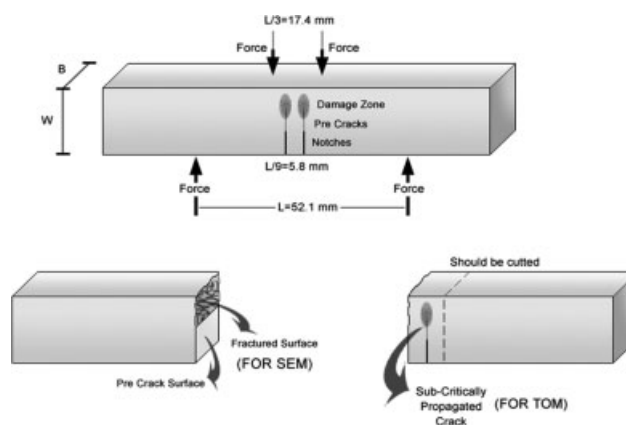 L/3=17.4 mm
Force
Force
B
W
Damage Zone
Pre Cracks
Notches
L/9=5.8 mm
Force
Force
L=52.1 mm
Should be cutted
Fractured Surface
(FOR SEM)
Pre Crack Surface
Sub-Critically
Propagated
Crack
(FOR TOM)